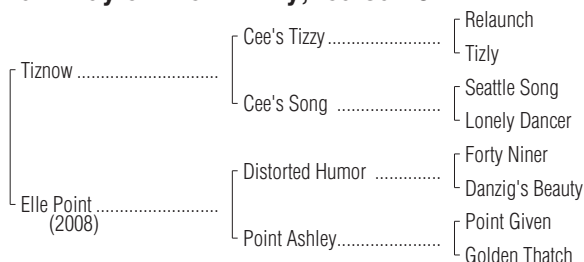 Relaunch
Cee's Tizzy
Tizly
Tiznow
Seattle Song
Cee's Song
Lonely Dancer
Forty Niner
Distorted Humor
Danzig's Beauty
Elle Point
(2008)
Point Given
Point Ashley
Golden Thatch